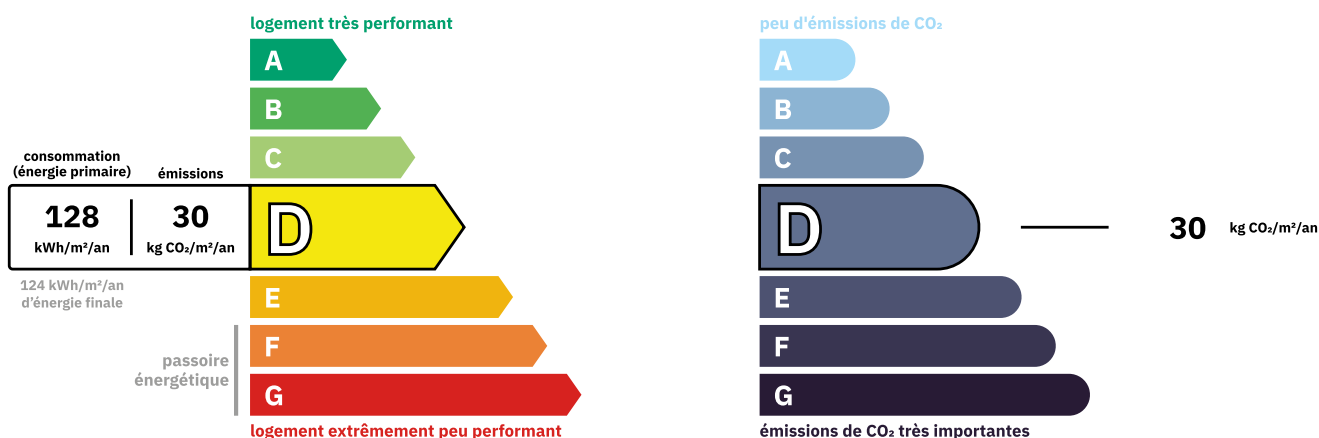 logement très performant
A
B
C
consommation
(énergie primaire)
émissions
128
kWh/m²/an
30
kg CO₂/m²/an
D
124 kWh/m²/an
d'énergie finale
E
F
passoire
énergétique
G
logement extrêmement peu performant
peu d'émissions de CO₂
A
B
C
D
30 kg CO₂/m²/an
E
F
G
émissions de CO₂ très importantes